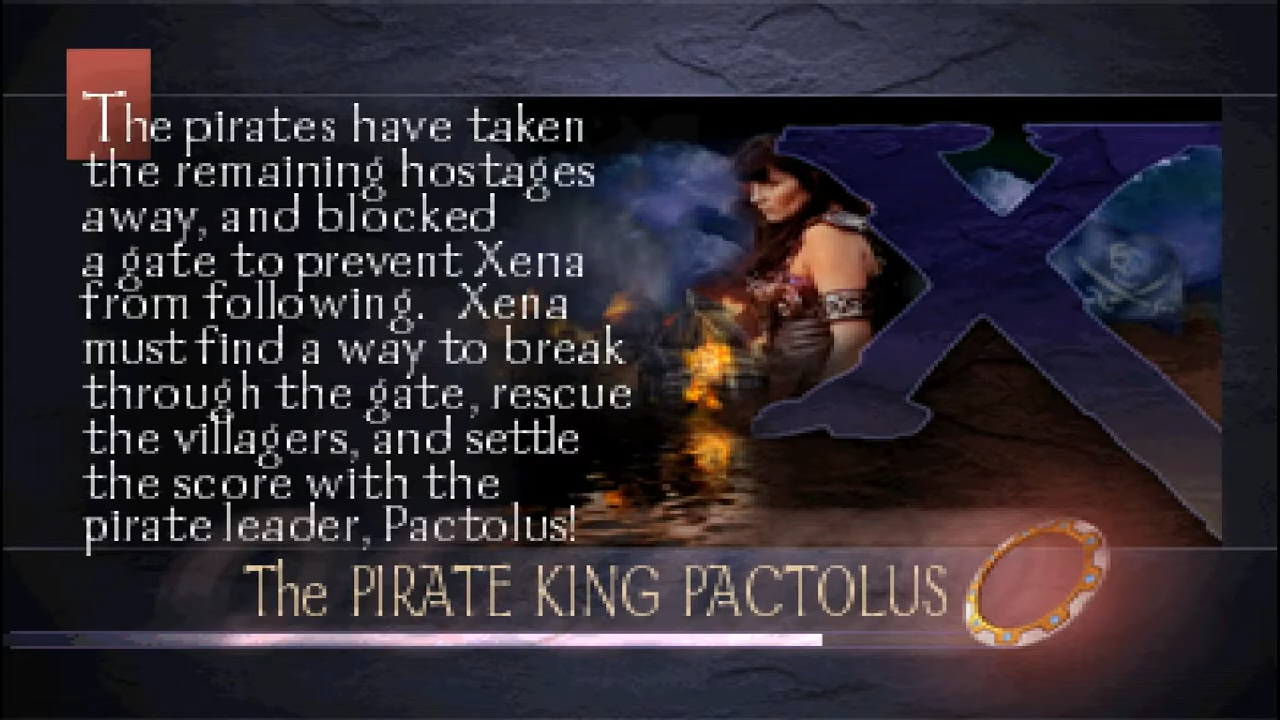 The pirates have taken
the remaining hostages
away, and blocked
a gate to prevent Xena
from following. Xena
must find a way to break
through the gate, rescue
the villagers, and settle
the score with the
pirate leader, Pactolus!
The PIRATE KING PACTOLUS